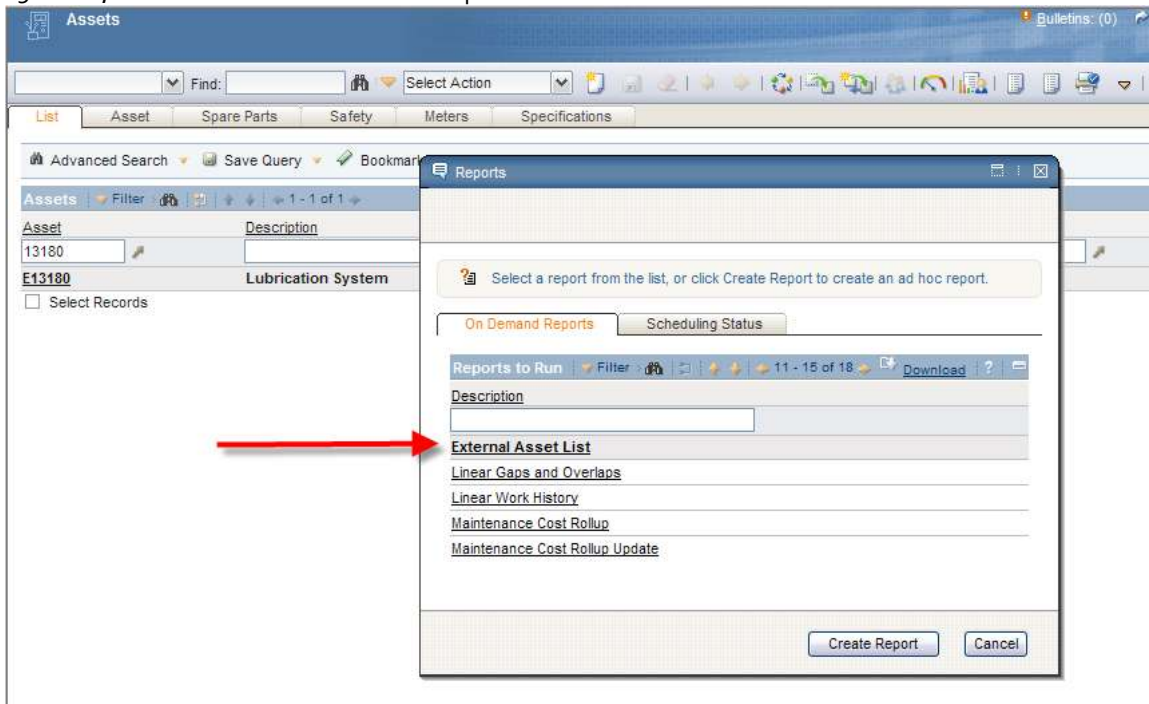 Assets
Bulletins: (0)
Find:
Select Action
List Asset Spare Parts Safety Meters Specifications
Advanced Search Save Query Bookmar
Assets Filter 1 - 1 of 1
Asset Description
13180
E13180 Lubrication System
Select Records
Reports
Select a report from the list, or click Create Report to create an ad hoc report.
On Demand Reports Scheduling Status
Reports to Run Filter 11 - 15 of 18 Download ?
Description
External Asset List
Linear Gaps and Overlaps
Linear Work History
Maintenance Cost Rollup
Maintenance Cost Rollup Update
Create Report Cancel